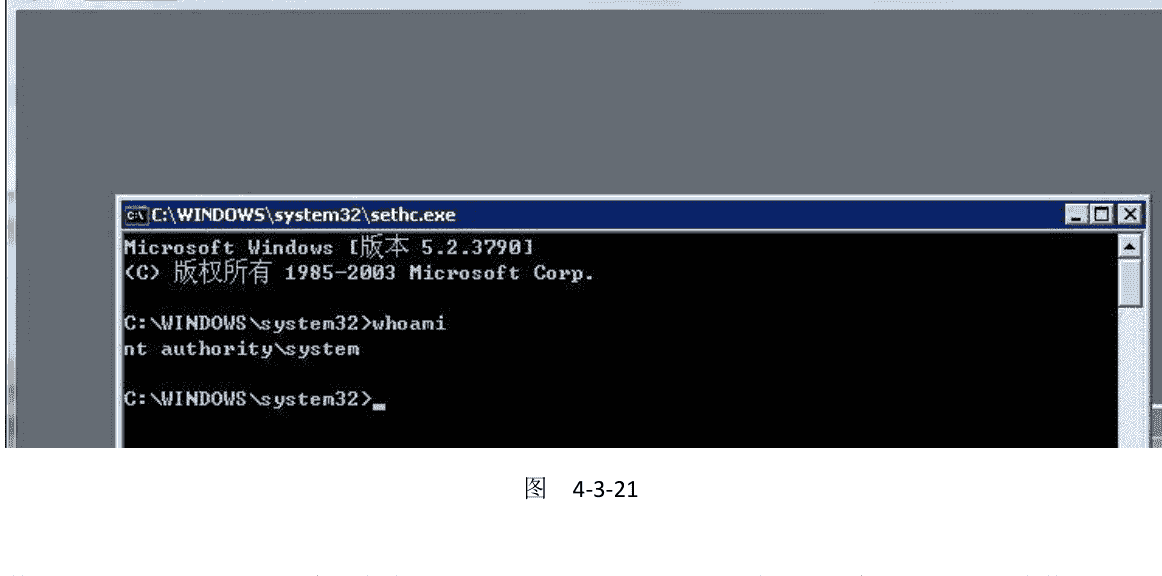 C:\WINDOWS\system32\sethc.exe
Microsoft Windows [版本 5.2.3790]
(C) 版权所有 1985-2003 Microsoft Corp.
C:\WINDOWS\system32>whoami
nt authority\system
C:\WINDOWS\system32>
图 4-3-21